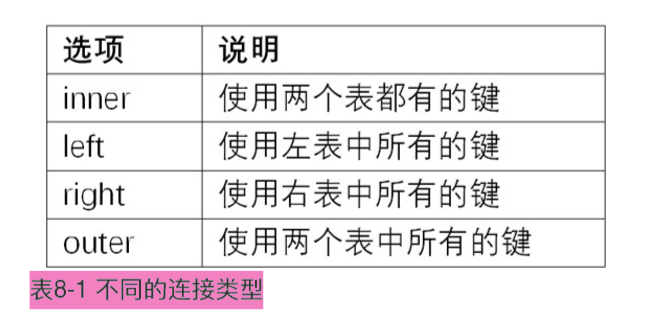 选项 说明
inner 使用两个表都有的键
left 使用左表中所有的键
right 使用右表中所有的键
outer 使用两个表中所有的键
表8-1 不同的连接类型